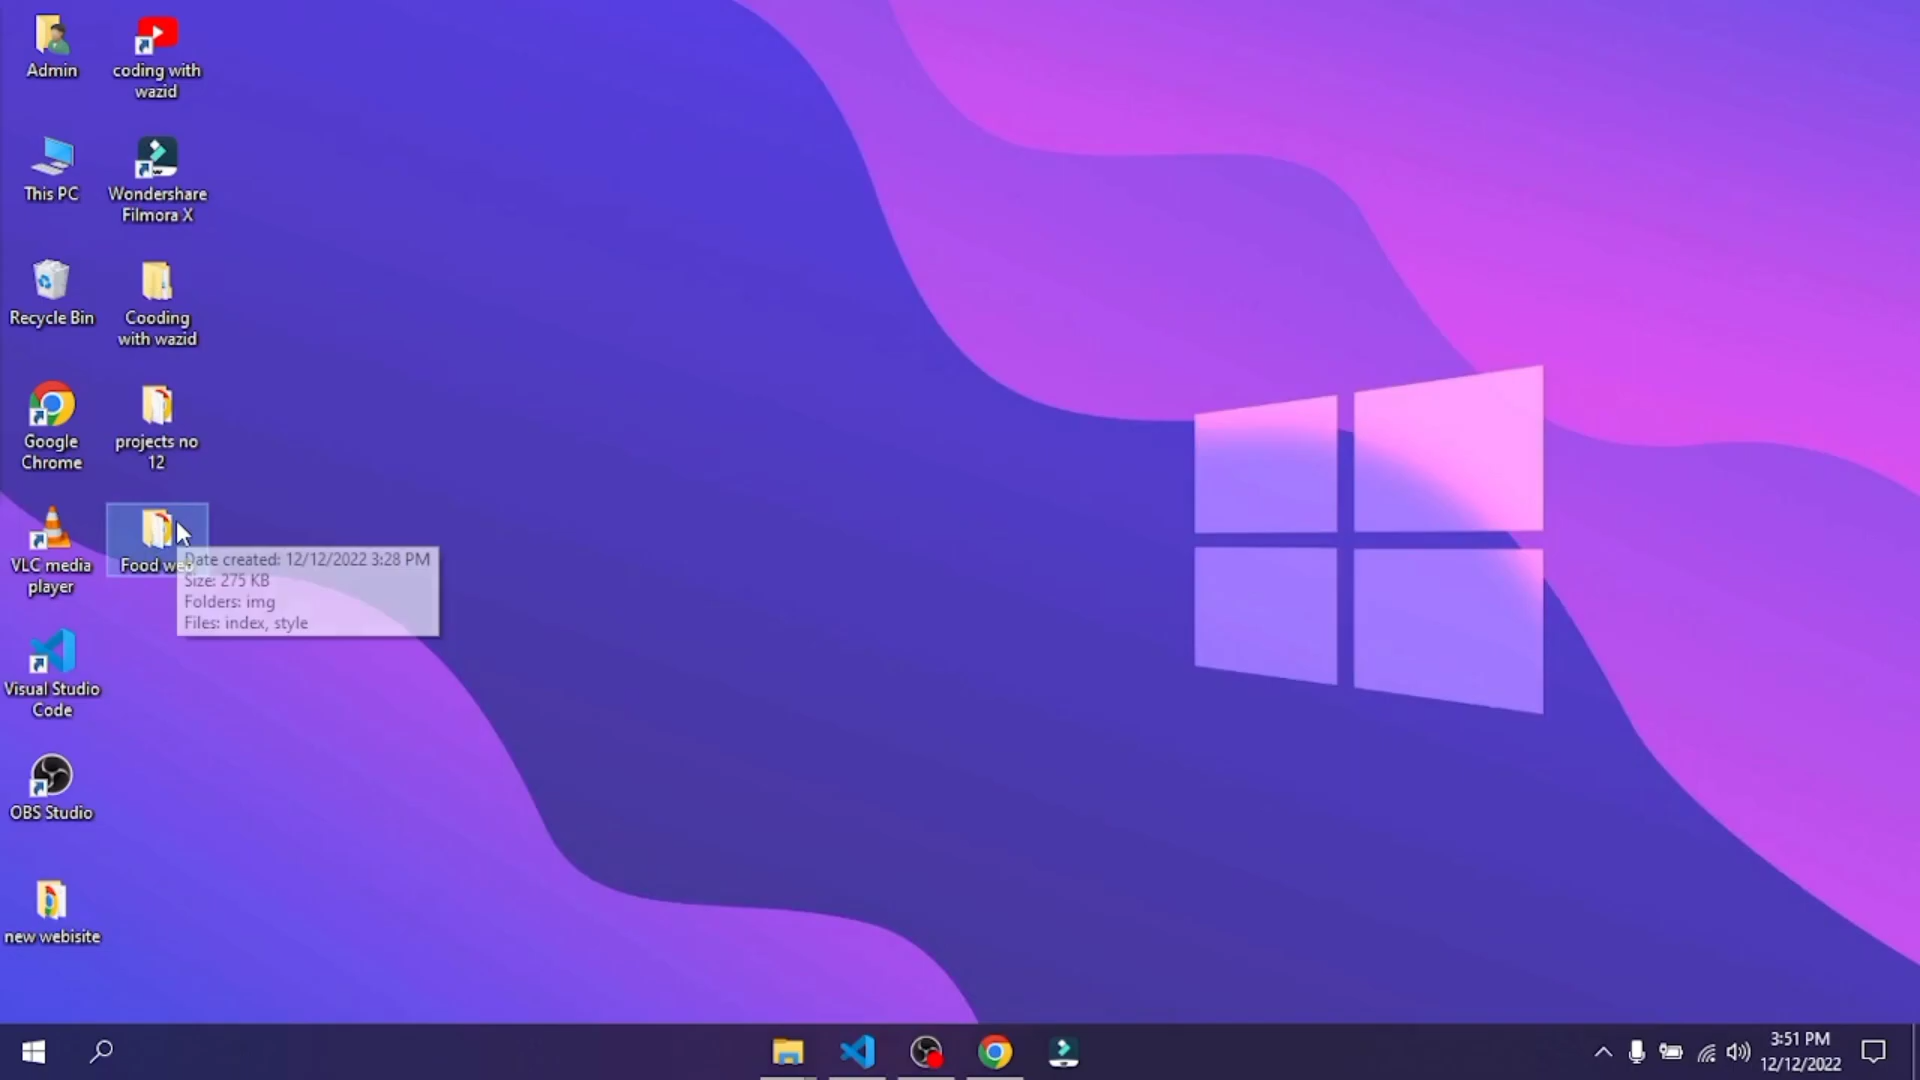 Admin
coding with
wazid
This PC
Wondershare
Filmora X
Recycle Bin
Cooding
with wazid
Google
Chrome
projects no
12
VLC media
player
Food web
Date created: 12/12/2022 3:28 PM
Size: 275 KB
Folders: img
Files: index, style
Visual Studio
Code
OBS Studio
new webisite
3:51 PM
12/12/2022